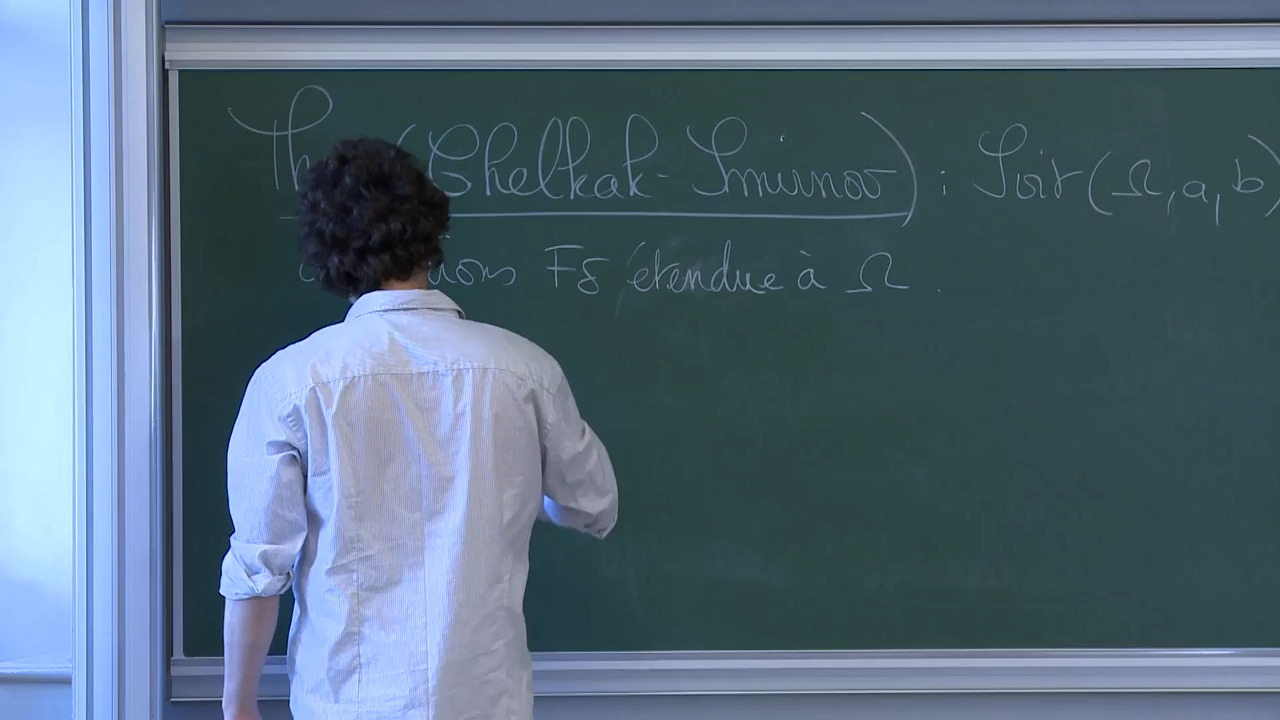 Th (Chelkak-Smirnov) : Soit (Ω, a, b)
Fδ étendue à Ω.